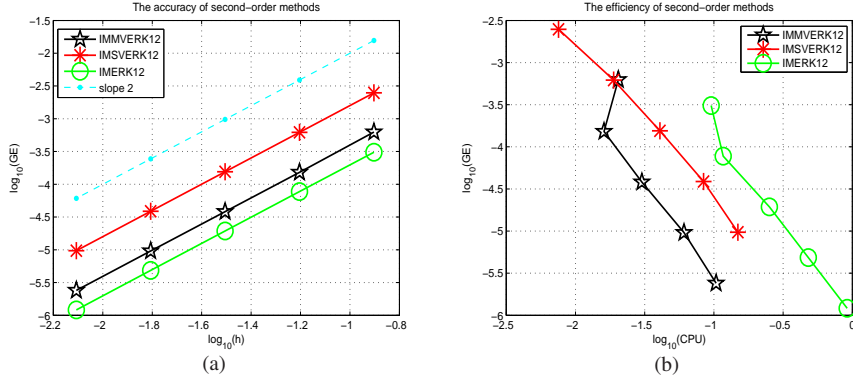 The accuracy of second-order methods
-1.5
-2
-2.5
-3
-3.5
-4
-4.5
-5
-5.5
-6
log10(GE)
IMMVERK12
IMSVERK12
IMERK12
slope 2
-2.2 -2 -1.8 -1.6 -1.4 -1.2 -1 -0.8
log10(h)
(a)
The efficiency of second-order methods
-2.5
-3
-3.5
-4
-4.5
-5
-5.5
-6
log10(GE)
IMMVERK12
IMSVERK12
IMERK12
-2.5 -2 -1.5 -1 -0.5 0
log10(CPU)
(b)